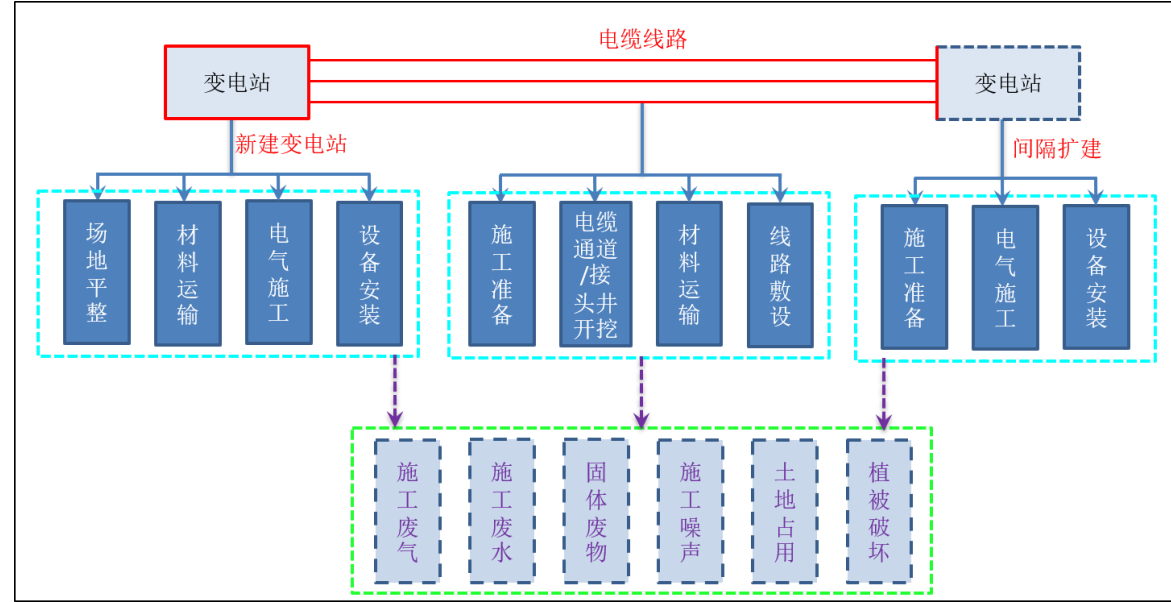 电缆线路
变电站
变电站
新建变电站
间隔扩建
场地平整
材料运输
电气施工
设备安装
施工准备
电缆
通道
/接
头井
开挖
材料运输
线路敷设
施工准备
电气施工
设备安装
施工废气
施工废水
固体废物
施工噪声
土地占用
植被破坏